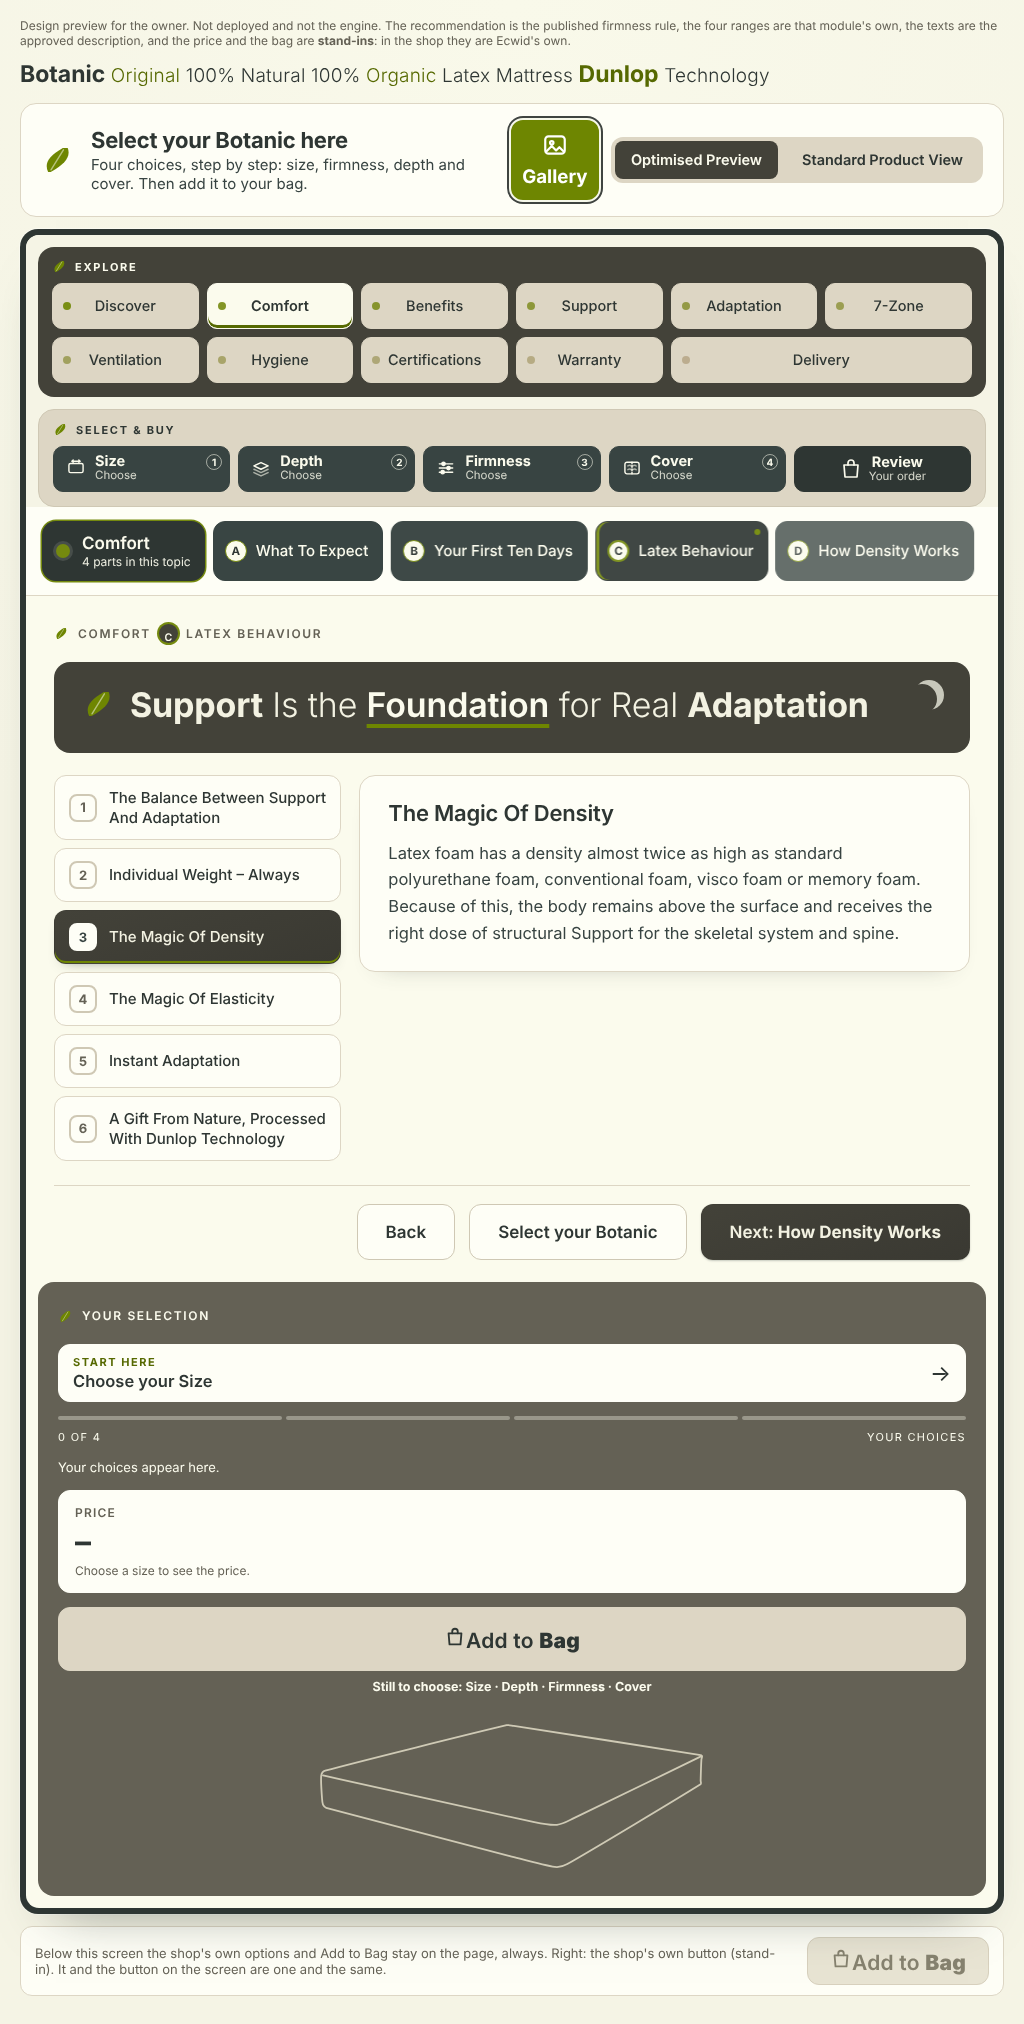 Design preview for the owner. Not deployed and not the engine. The recommendation is the published firmness rule, the four ranges are that module's own, the texts are the
approved description, and the price and the bag are stand-ins: in the shop they are Ecwid's own.
Botanic Original 100% Natural 100% Organic Latex Mattress Dunlop Technology
Select your Botanic here
Four choices, step by step: size, firmness, depth and
cover. Then add it to your bag.
Gallery
Optimised Preview
Standard Product View
EXPLORE
Discover
Comfort
Benefits
Support
Adaptation
7-Zone
Ventilation
Hygiene
Certifications
Warranty
Delivery
SELECT & BUY
Size
Choose
1
Depth
Choose
2
Firmness
Choose
3
Cover
Choose
4
Review
Your order
Comfort
4 parts in this topic
A What To Expect
B Your First Ten Days
C Latex Behaviour
D How Density Works
COMFORT C LATEX BEHAVIOUR
Support Is the Foundation for Real Adaptation
1 The Balance Between Support
And Adaptation
2 Individual Weight – Always
3 The Magic Of Density
4 The Magic Of Elasticity
5 Instant Adaptation
6 A Gift From Nature, Processed
With Dunlop Technology
The Magic Of Density
Latex foam has a density almost twice as high as standard
polyurethane foam, conventional foam, visco foam or memory foam.
Because of this, the body remains above the surface and receives the
right dose of structural Support for the skeletal system and spine.
Back
Select your Botanic
Next: How Density Works
YOUR SELECTION
START HERE
Choose your Size
→
0 OF 4
YOUR CHOICES
Your choices appear here.
PRICE
–
Choose a size to see the price.
Add to Bag
Still to choose: Size · Depth · Firmness · Cover
Below this screen the shop's own options and Add to Bag stay on the page, always. Right: the shop's own button (stand-
in). It and the button on the screen are one and the same.
Add to Bag